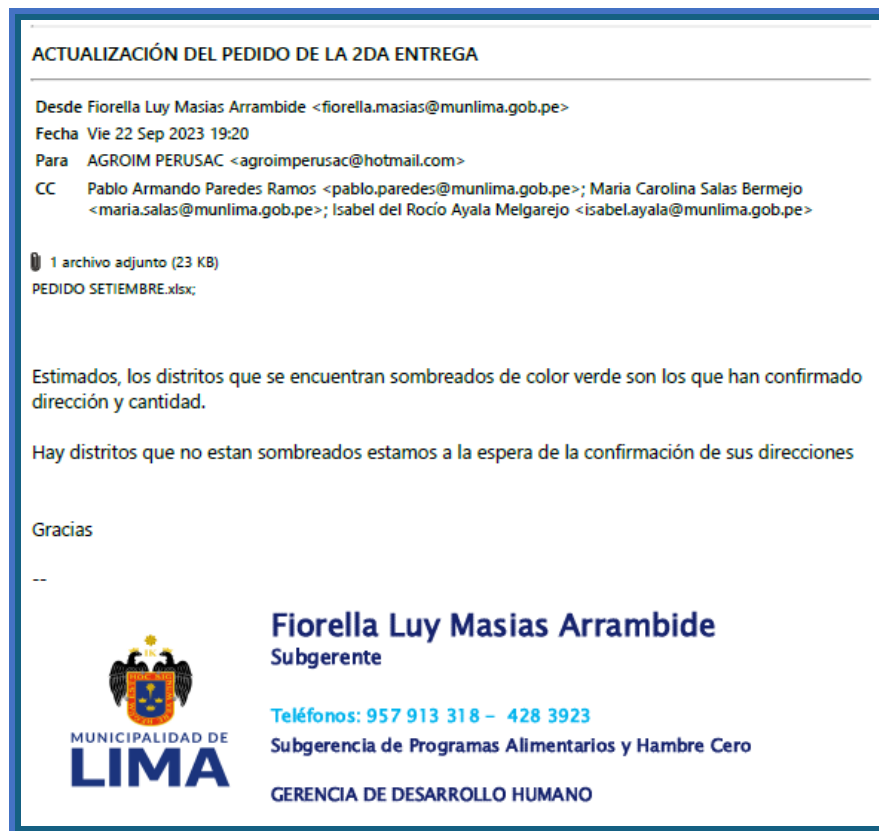 ACTUALIZACIÓN DEL PEDIDO DE LA 2DA ENTREGA
Desde Fiorella Luy Masias Arrambide <fiorella.masias@munlima.gob.pe>
Fecha Vie 22 Sep 2023 19:20
Para AGROIM PERUSAC <agroimperusac@hotmail.com>
CC Pablo Armando Paredes Ramos <pablo.paredes@munlima.gob.pe>; Maria Carolina Salas Bermejo
<maria.salas@munlima.gob.pe>; Isabel del Rocío Ayala Melgarejo <isabel.ayala@munlima.gob.pe>
1 archivo adjunto (23 KB)
PEDIDO SETIEMBRE.xlsx;
Estimados, los distritos que se encuentran sombreados de color verde son los que han confirmado
dirección y cantidad.
Hay distritos que no estan sombreados estamos a la espera de la confirmación de sus direcciones
Gracias
--
Fiorella Luy Masias Arrambide
Subgerente
Teléfonos: 957 913 318 – 428 3923
Subgerencia de Programas Alimentarios y Hambre Cero
GERENCIA DE DESARROLLO HUMANO
IK
HOC SIG
MUNICIPALIDAD DE
LIMA